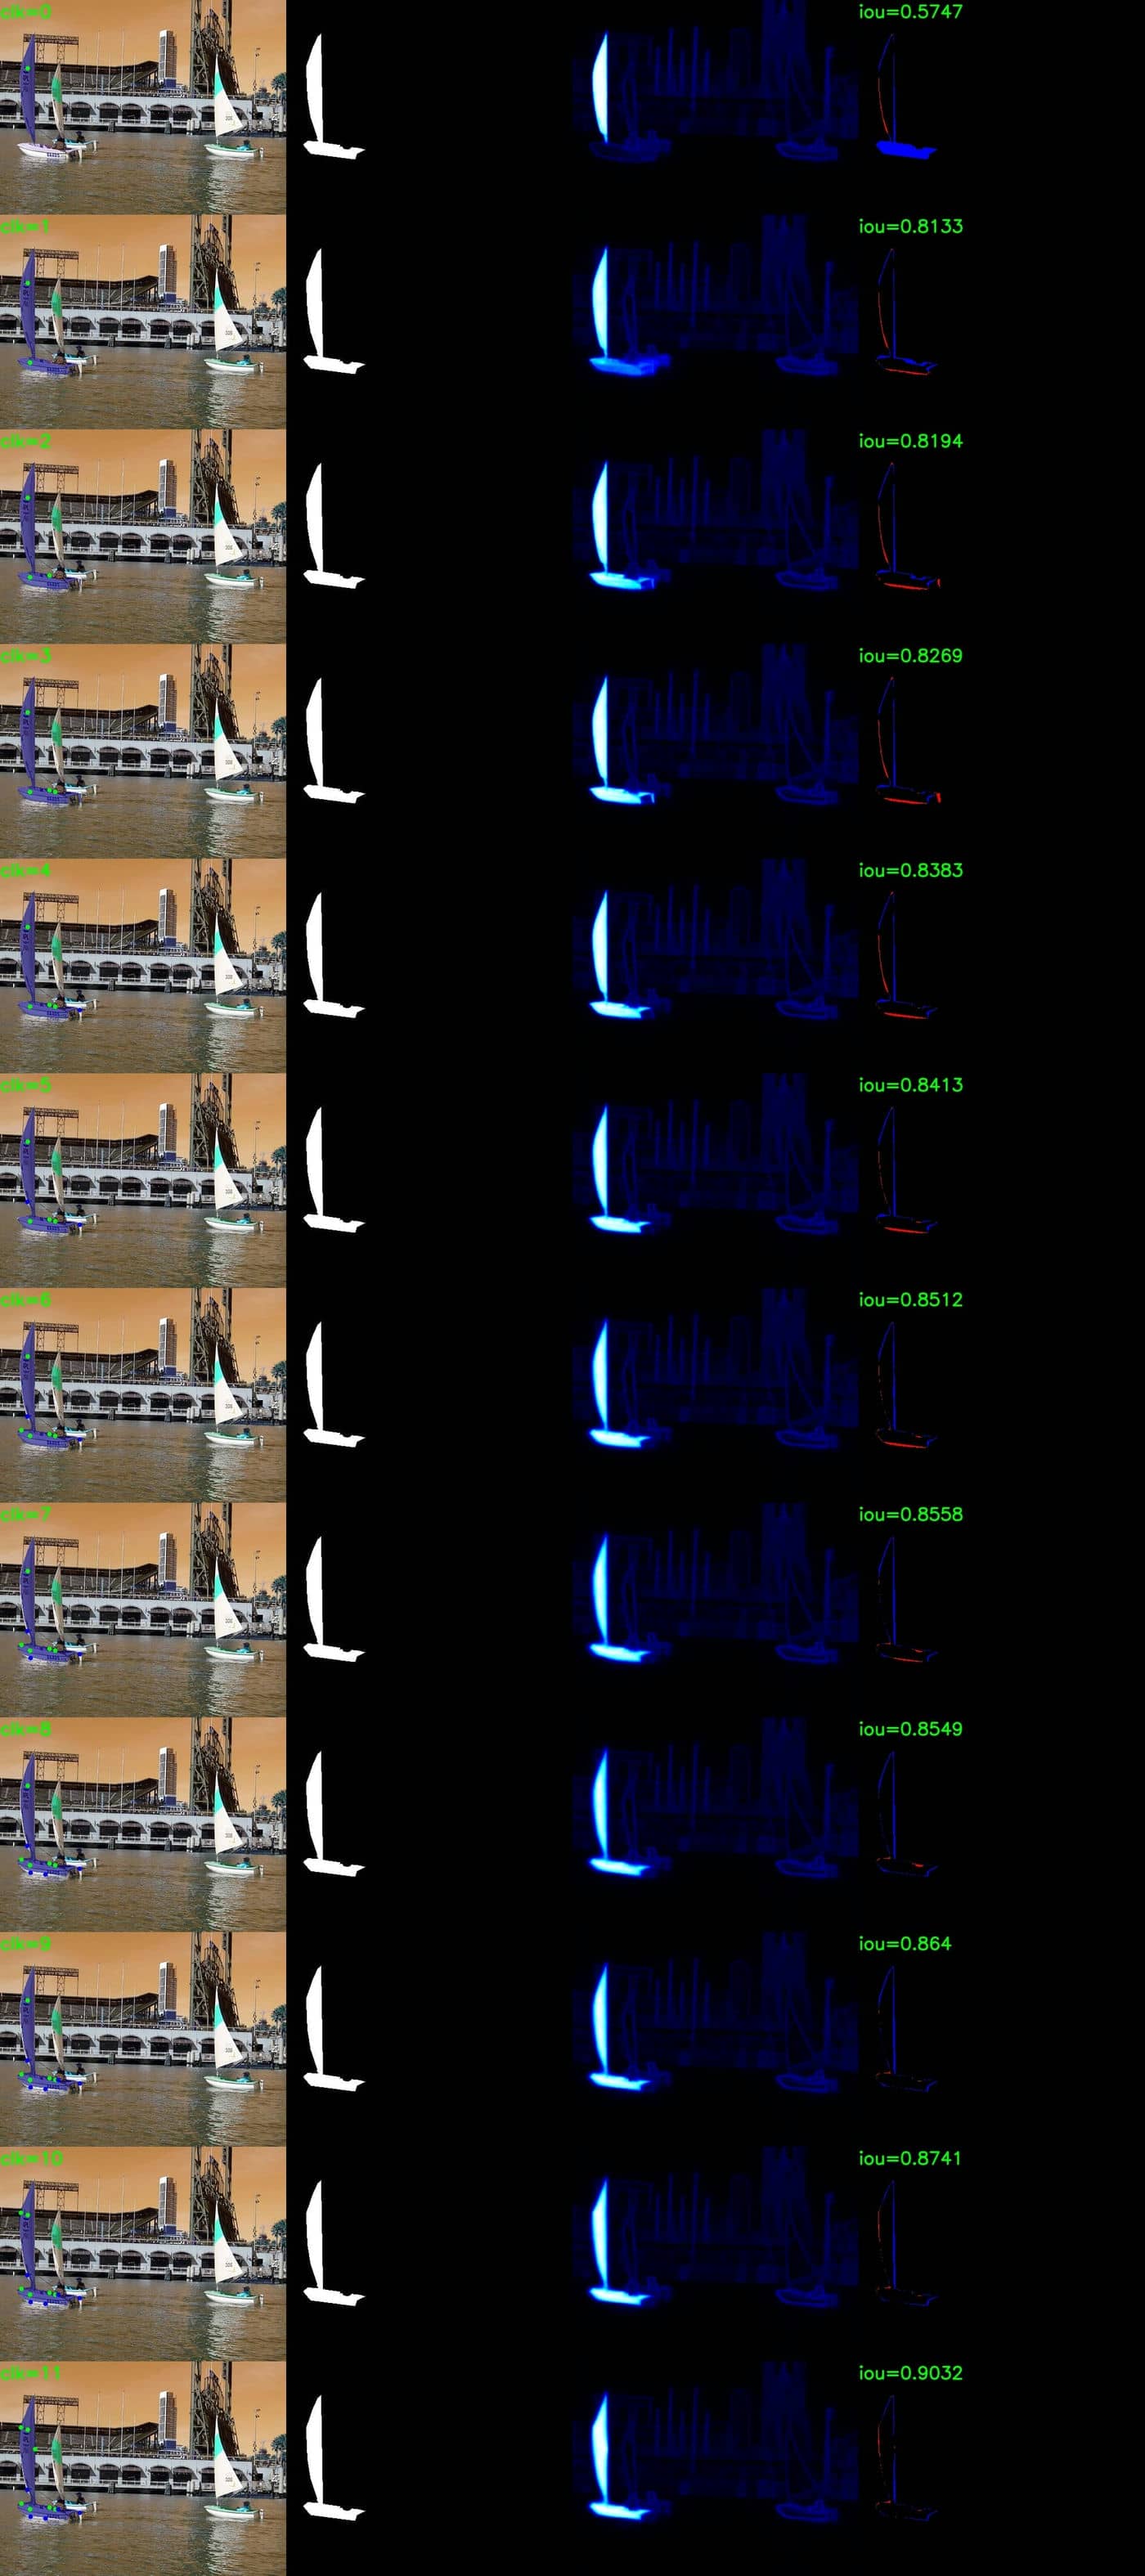 clk=0 iou=0.5747
clk=1 iou=0.8133
clk=2 iou=0.8194
clk=3 iou=0.8269
clk=4 iou=0.8383
clk=5 iou=0.8413
clk=6 iou=0.8512
clk=7 iou=0.8558
clk=8 iou=0.8549
clk=9 iou=0.864
clk=10 iou=0.8741
clk=11 iou=0.9032